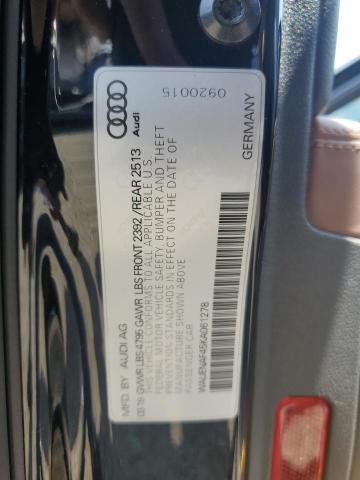 Audi
0920015
GERMANY
MFD. BY AUDI AG
GVWR LBS 4795 GAWR LBS FRONT 2392/REAR 2513
THIS VEHICLE CONFORMS TO ALL APPLICABLE U.S.
FEDERAL MOTOR VEHICLE SAFETY, BUMPER AND THEFT
PREVENTION STANDARDS IN EFFECT ON THE DATE OF
MANUFACTURE SHOWN ABOVE
PASSENGER CAR
WAUENAF45KA061278